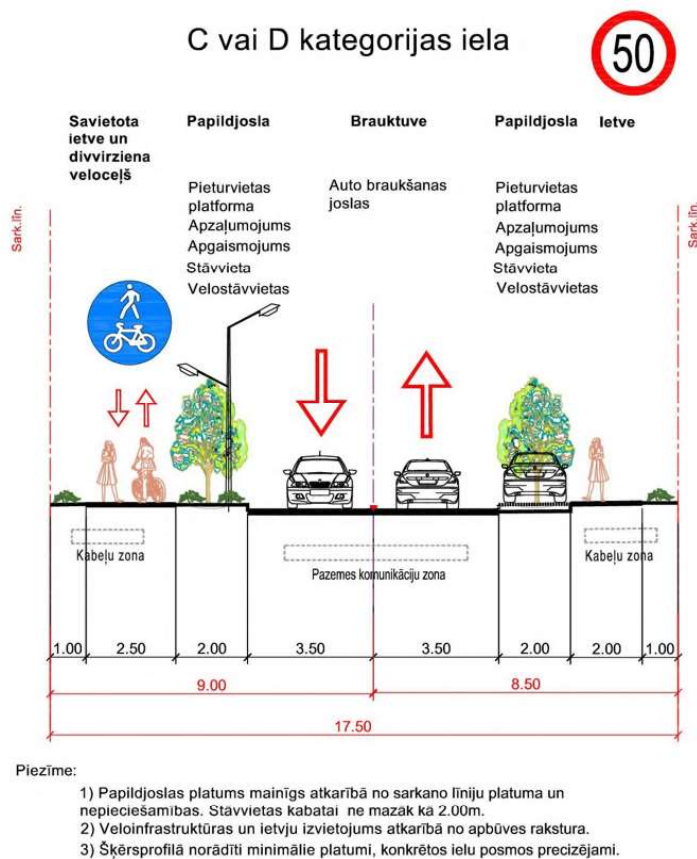 C vai D kategorijas iela
50
Savietota
ietve un
divvirziena
veloceļš
Papildjosla
Brauktuve
Papildjosla
Ietve
Pieturvietas
platforma
Apzaļumojums
Apgaismojums
Stāvvieta
Velostāvvietas
Auto braukšanas
joslas
Pieturvietas
platforma
Apzaļumojums
Apgaismojums
Stāvvieta
Velostāvvietas
Sark.līn.
Sark.līn.
Kabeļu zona
Pazemes komunikāciju zona
Kabeļu zona
1.00 2.50 2.00 3.50 3.50 2.00 2.00 1.00
9.00 8.50
17.50
Piezīme:
1) Papildjoslas platums mainīgs atkarībā no sarkano līniju platuma un
nepieciešamības. Stāvvietas kabatai ne mazāk kā 2.00m.
2) Veloinfrastruktūras un ietvju izvietojums atkarībā no apbūves rakstura.
3) Šķērsprofilā norādīti minimālie platumi, konkrētos ielu posmos precizējami.